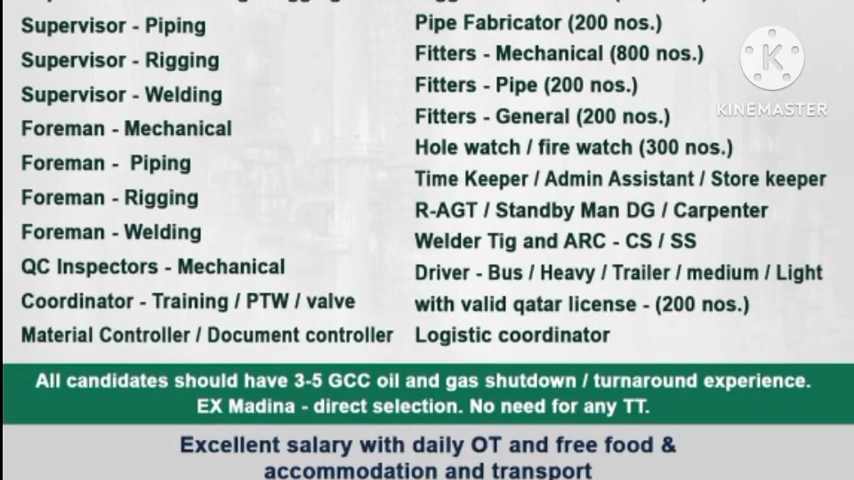 Supervisor - Piping
Supervisor - Rigging
Supervisor - Welding
Foreman - Mechanical
Foreman - Piping
Foreman - Rigging
Foreman - Welding
QC Inspectors - Mechanical
Coordinator - Training / PTW / valve
Material Controller / Document controller
Pipe Fabricator (200 nos.)
Fitters - Mechanical (800 nos.)
Fitters - Pipe (200 nos.)
Fitters - General (200 nos.)
Hole watch / fire watch (300 nos.)
Time Keeper / Admin Assistant / Store keeper
R-AGT / Standby Man DG / Carpenter
Welder Tig and ARC - CS / SS
Driver - Bus / Heavy / Trailer / medium / Light
with valid qatar license - (200 nos.)
Logistic coordinator
K
KINEMASTER
All candidates should have 3-5 GCC oil and gas shutdown / turnaround experience.
EX Madina - direct selection. No need for any TT.
Excellent salary with daily OT and free food &
accommodation and transport